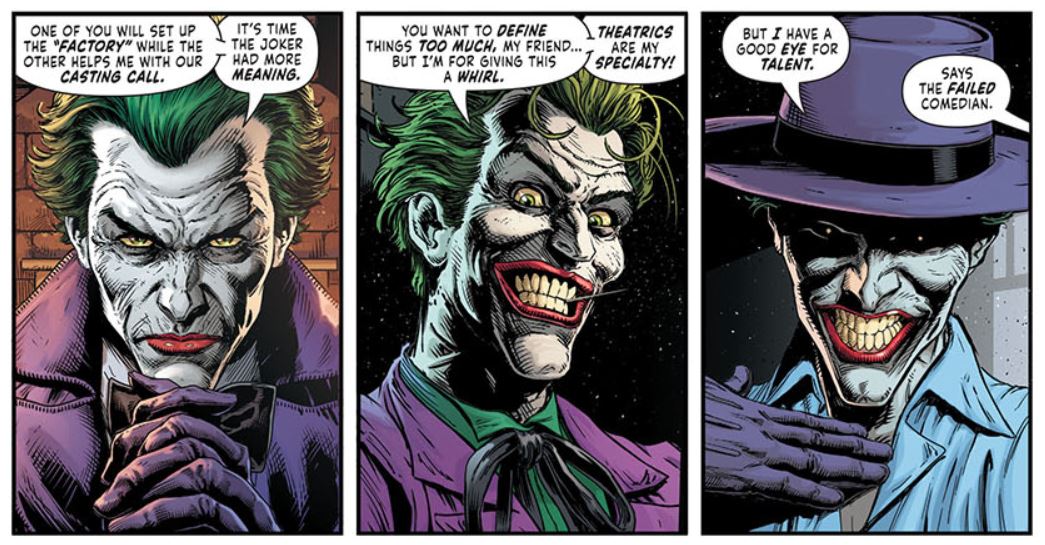 ONE OF YOU WILL SET UP
THE "FACTORY" WHILE THE
OTHER HELPS ME WITH OUR
CASTING CALL.
IT'S TIME
THE JOKER
HAD MORE
MEANING.
YOU WANT TO DEFINE
THINGS TOO MUCH, MY FRIEND...
BUT I'M FOR GIVING THIS
A WHIRL.
THEATRICS
ARE MY
SPECIALTY!
BUT I HAVE A
GOOD EYE FOR
TALENT.
SAYS
THE FAILED
COMEDIAN.